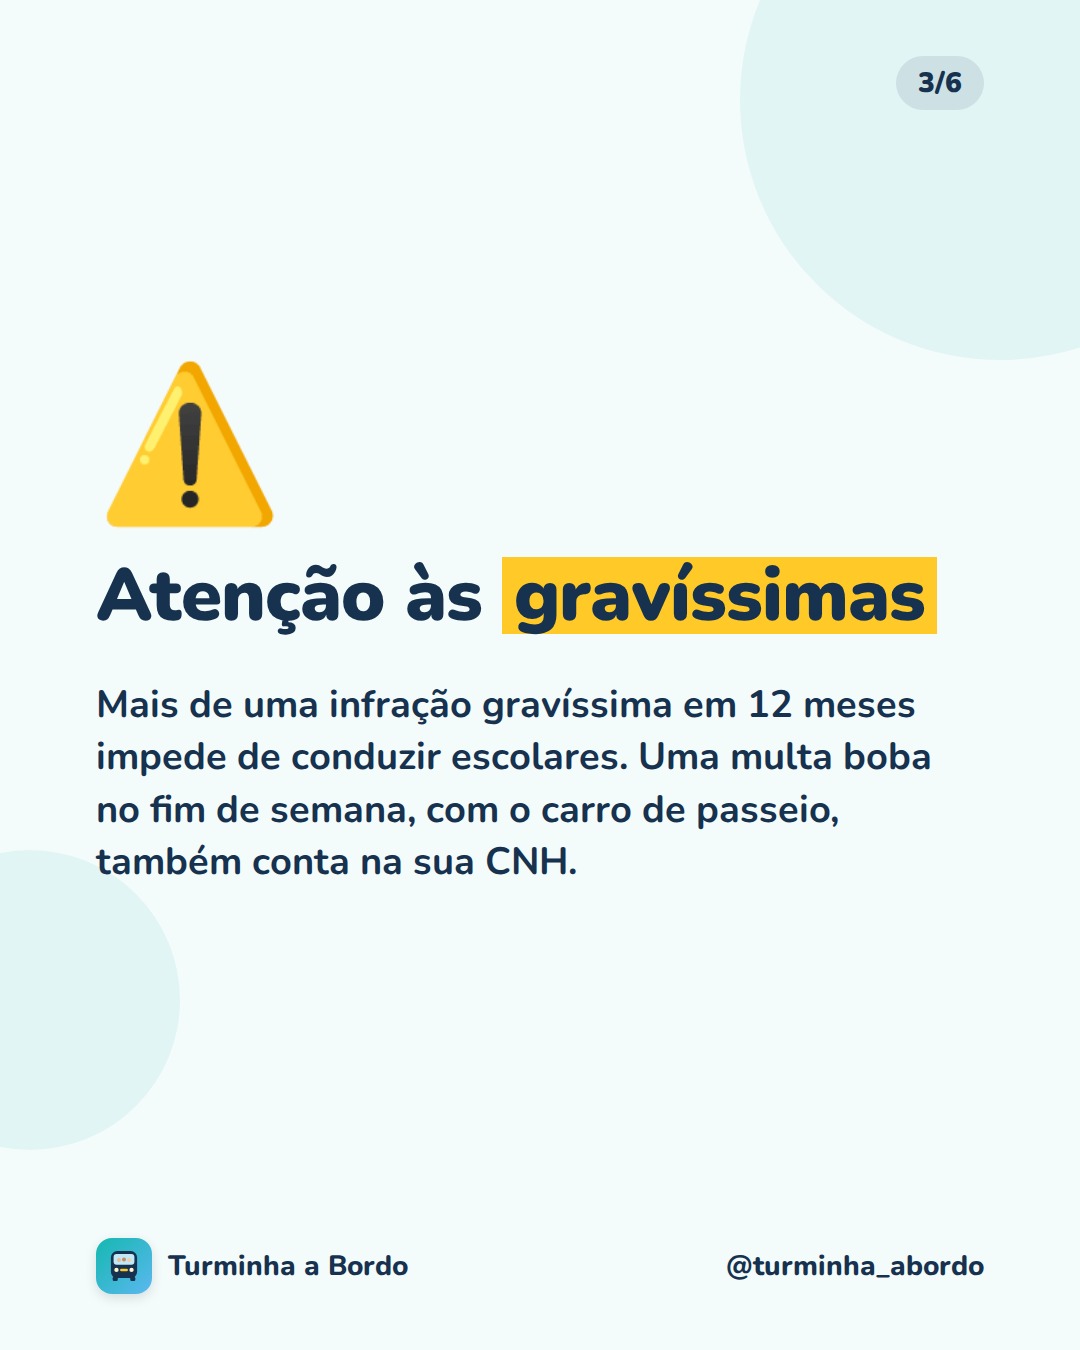 3/6
Atenção às gravíssimas
Mais de uma infração gravíssima em 12 meses
impede de conduzir escolares. Uma multa boba
no fim de semana, com o carro de passeio,
também conta na sua CNH.
Turminha a Bordo
@turminha_abordo